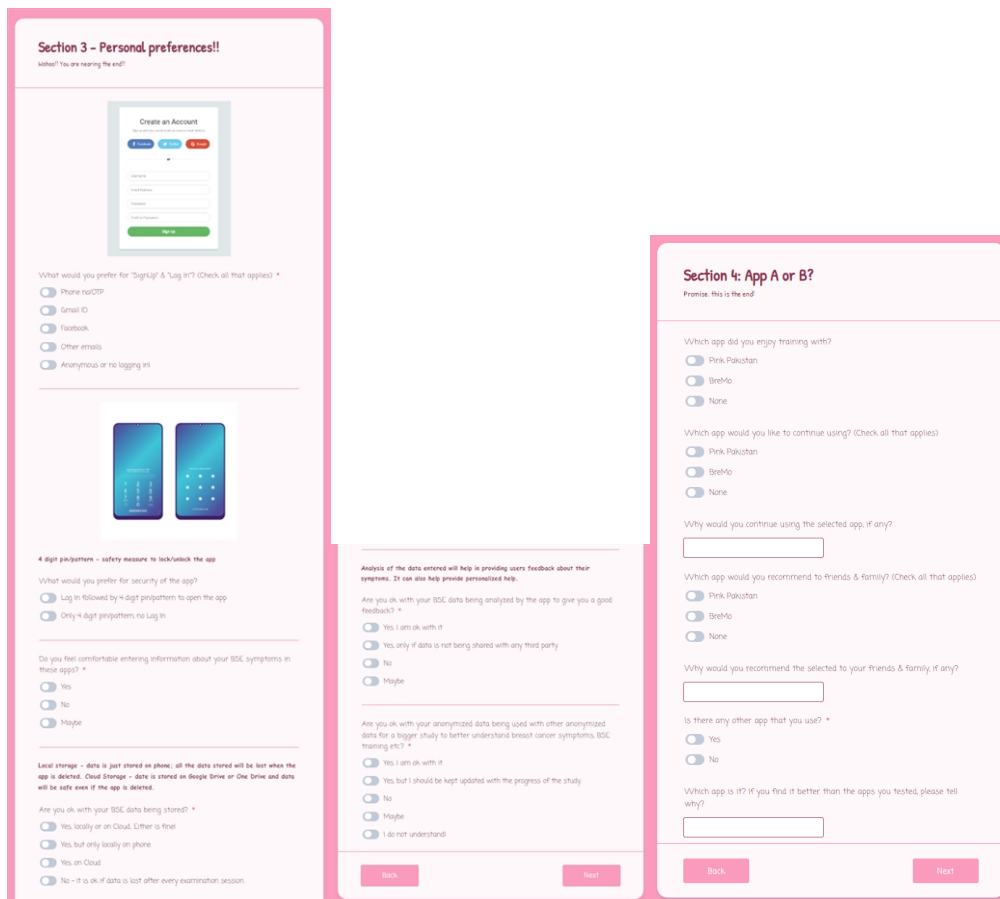 Section 3 - Personal preferences!!
Wohoo!! You are nearing the end!!
Create an Account
Facebook
Twitter
Google
or
Username
Email Address
Password
Confirm Password
Sign Up
What would you prefer for "SignUp" & "Log In"? (Check all that applies) *
Phone no/OTP
Gmail ID
Facebook
Other emails
Anonymous or no logging in!
4 digit pin/pattern - safety measure to lock/unlock the app
What would you prefer for security of the app?
Log In followed by 4 digit pin/pattern to open the app
Only 4 digit pin/pattern, no Log In
Do you feel comfortable entering information about your BSE symptoms in
these apps? *
Yes
No
Maybe
Local storage - data is just stored on phone; all the data stored will be lost when the
app is deleted. Cloud Storage - date is stored on Google Drive or One Drive and data
will be safe even if the app is deleted.
Are you ok with your BSE data being stored? *
Yes, locally or on Cloud. Either is fine!
Yes, but only locally on phone
Yes, on Cloud
No - it is ok if data is lost after every examination session.
Analysis of the data entered will help in providing users feedback about their
symptoms. It can also help provide personalized help.
Are you ok with your BSE data being analyzed by the app to give you a good
feedback? *
Yes, I am ok with it
Yes, only if data is not being shared with any third party
No
Maybe
Are you ok with your anonymized data being used with other anonymized
data for a bigger study to better understand breast cancer symptoms, BSE
training etc? *
Yes, I am ok with it
Yes, but I should be kept updated with the progress of the study
No
Maybe
I do not understand!
Back
Next
Section 4: App A or B?
Promise, this is the end!
Which app did you enjoy training with?
Pink Pakistan
BreMo
None
Which app would you like to continue using? (Check all that applies)
Pink Pakistan
BreMo
None
Why would you continue using the selected app, if any?
Which app would you recommend to friends & family? (Check all that applies)
Pink Pakistan
BreMo
None
Why would you recommend the selected to your friends & family, if any?
Is there any other app that you use? *
Yes
No
Which app is it? If you find it better than the apps you tested, please tell
why?
Back
Next